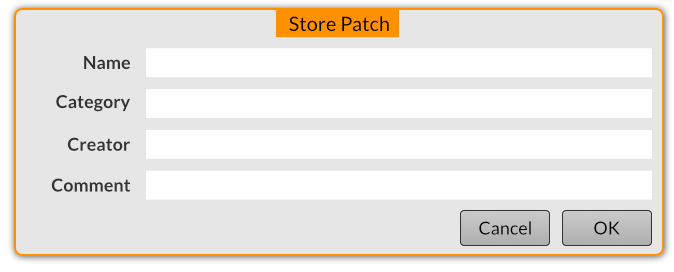 Store Patch
Name
Category
Creator
Comment
Cancel OK